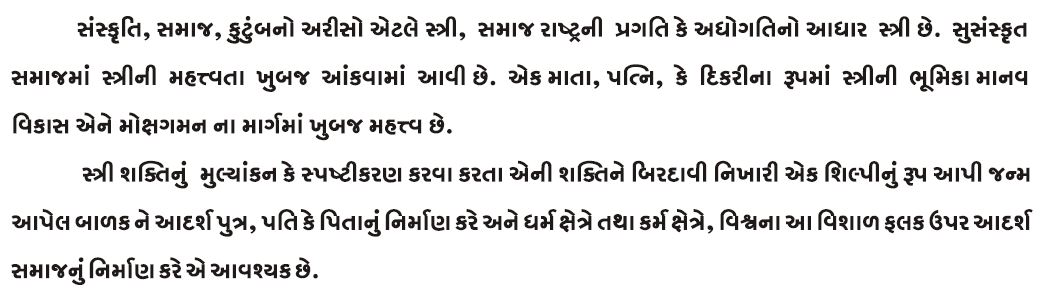 સંસ્કૃતિ, સમાજ, કુટુંબનો અરીસો એટલે સ્ત્રી, સમાજ રાષ્ટ્રની પ્રગતિ કે અધોગતિનો આધાર સ્ત્રી છે. સુસંસ્કૃત
સમાજમાં સ્ત્રીની મહત્ત્વતા ખુબજ આંકવામાં આવી છે. એક માતા, પત્નિ, કે દિકરીના રૂપમાં સ્ત્રીની ભૂમિકા માનવ
વિકાસ એને મોક્ષગમન ના માર્ગમાં ખુબજ મહત્ત્વ છે.
સ્ત્રી શક્તિનું મુલ્યાંકન કે સ્પષ્ટીકરણ કરવા કરતા એની શક્તિને બિરદાવી નિખારી એક શિલ્પીનું રૂપ આપી જન્મ
આપેલ બાળક ને આદર્શ પુત્ર, પતિ કે પિતાનું નિર્માણ કરે અને ધર્મ ક્ષેત્રે તથા કર્મ ક્ષેત્રે, વિશ્વના આ વિશાળ ફલક ઉપર આદર્શ
સમાજનું નિર્માણ કરે એ આવશ્યક છે.